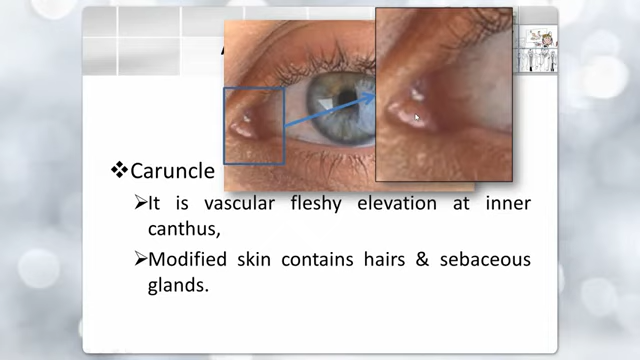 ❖Caruncle
➢It is vascular fleshy elevation at inner
canthus,
➢Modified skin contains hairs & sebaceous
glands.